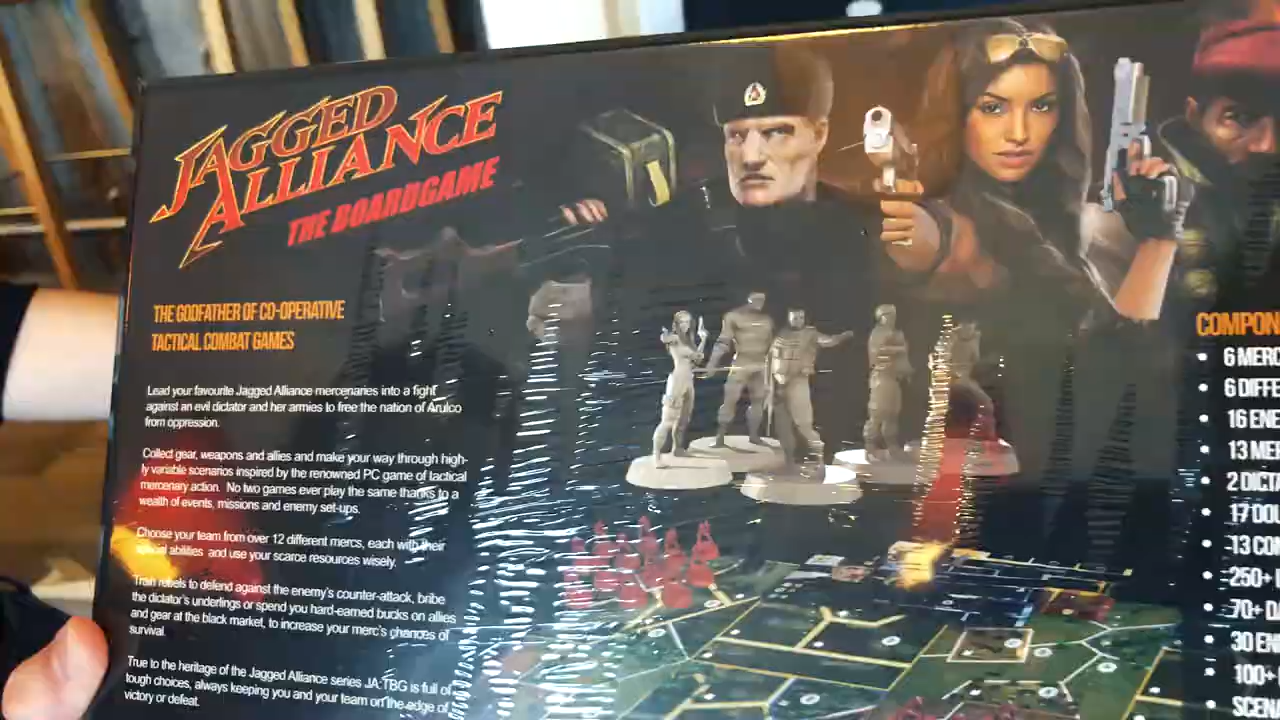 JAGGED
ALLIANCE
THE BOARDGAME
THE GODFATHER OF CO-OPERATIVE
TACTICAL COMBAT GAMES
Lead your favourite Jagged Alliance mercenaries into a fight
against an evil dictator and her armies to free the nation of Arulco
from oppression.
Collect gear, weapons and allies and make your way through high-
ly variable scenarios inspired by the renowned PC game of tactical
mercenary action. No two games ever play the same thanks to a
wealth of events, missions and enemy set-ups.
Choose your team from over 12 different mercs, each with their
special abilities and use your scarce resources wisely.
Train rebels to defend against the enemy's counter-attack, bribe
the dictator's underlings or spend you hard-earned bucks on allies
and gear at the black market, to increase your merc's chances of
survival.
True to the heritage of the Jagged Alliance series JA:TBG is full of
tough choices, always keeping you and your team on the edge of
victory or defeat.
COMPON
• 6 MERC
• 6 DIFFE
• 16 ENE
• 13 MER
• 2 DICTA
• 17 DOU
• 13 CON
• 250+
• 70+ D
• 30 EN
• 100+
• SCEN